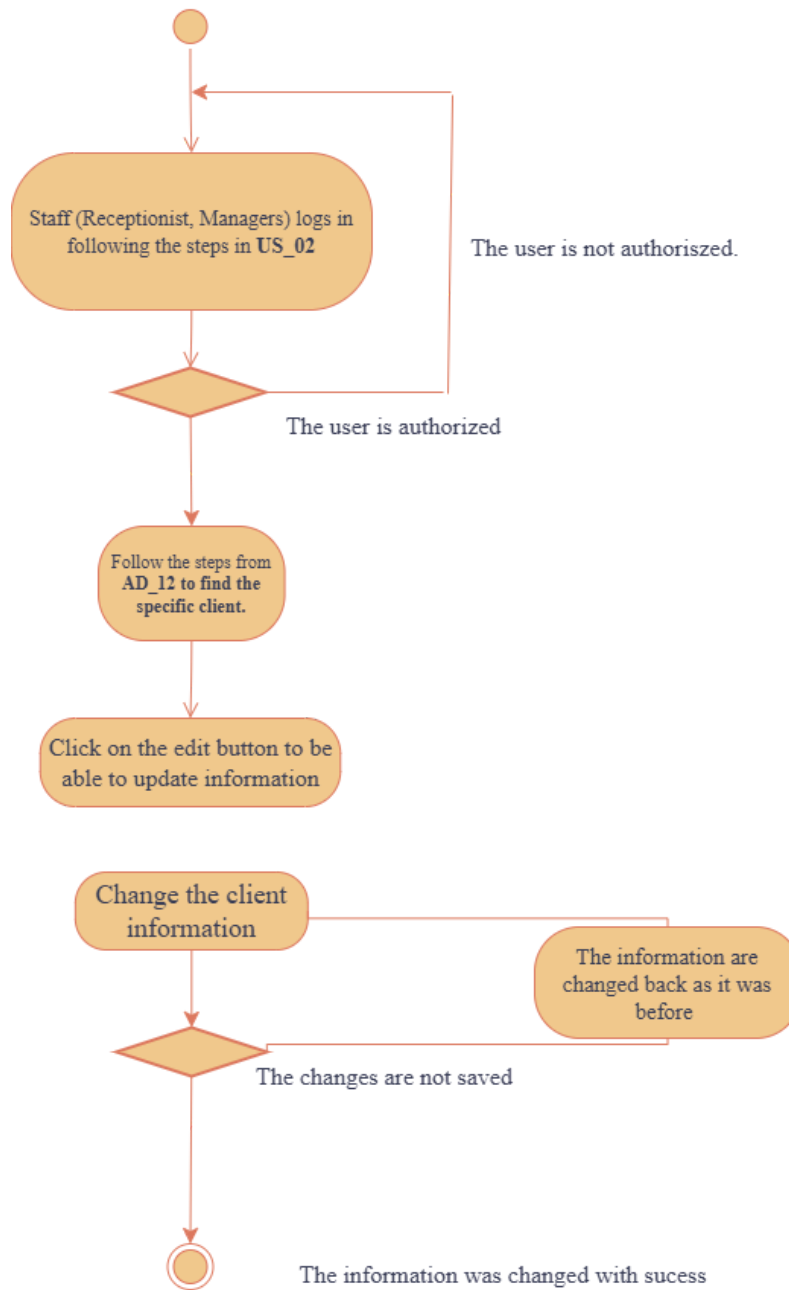 Staff (Receptionist, Managers) logs in
following the steps in US_02
The user is not authoriszed.
The user is authorized
Follow the steps from
AD_12 to find the
specific client.
Click on the edit button to be
able to update information
Change the client
information
The information are
changed back as it was
before
The changes are not saved
The information was changed with sucess